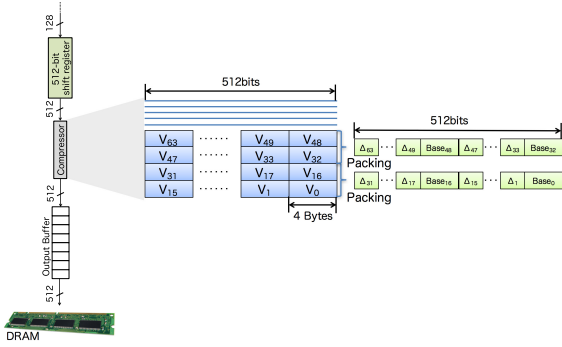 128
512-bit
shift register
512
Compressor
512
Output Buffer
512
DRAM
512bits
V63 ······ V49 V48
V47 V33 V32
V31 V17 V16
V15 ······ V1 V0
4 Bytes
Packing
Packing
512bits
Δ63 ··· Δ49 Base48 Δ47 ··· Δ33 Base32
Δ31 ··· Δ17 Base16 Δ15 ··· Δ1 Base0